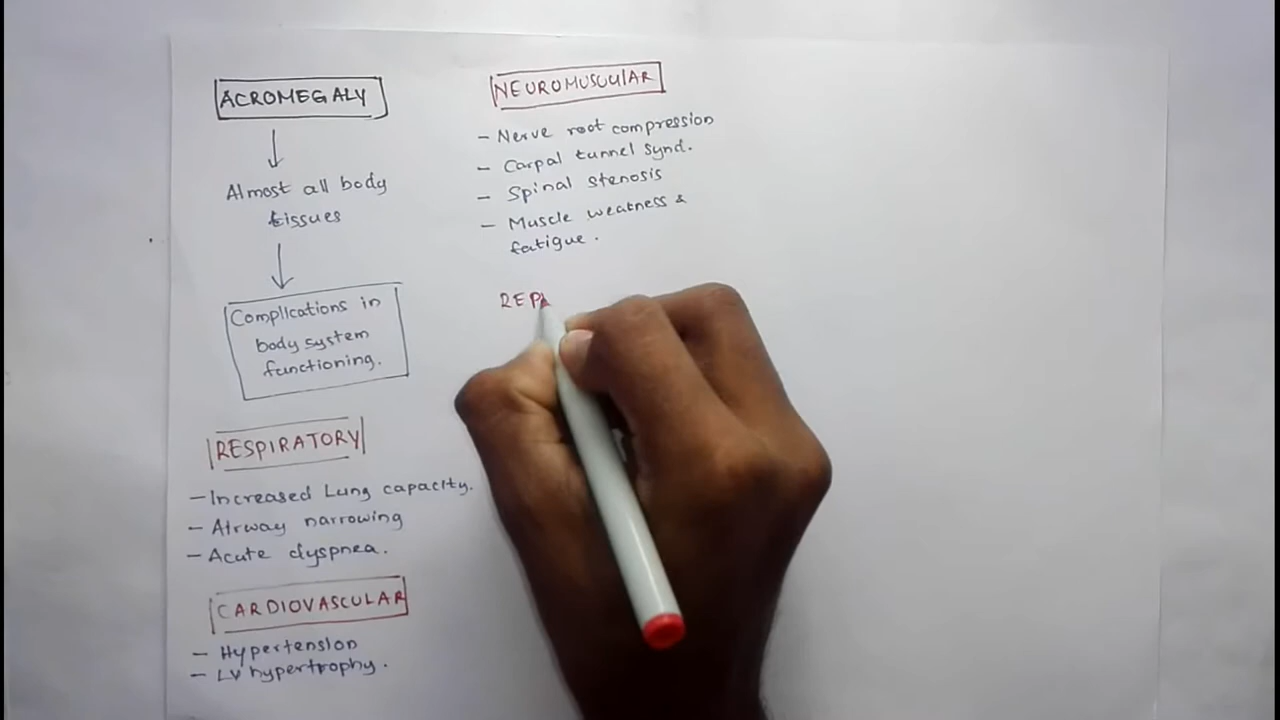 ACROMEGALY
Almost all body
tissues
Complications in
body system
functioning.
RESPIRATORY
- Increased Lung capacity.
- Airway narrowing
- Acute dyspnea.
CARDIOVASCULAR
- Hypertension
- LV hypertrophy.
NEUROMUSCULAR
- Nerve root compression
- Carpal tunnel synd.
- Spinal stenosis
- Muscle weakness &
fatigue.
REP